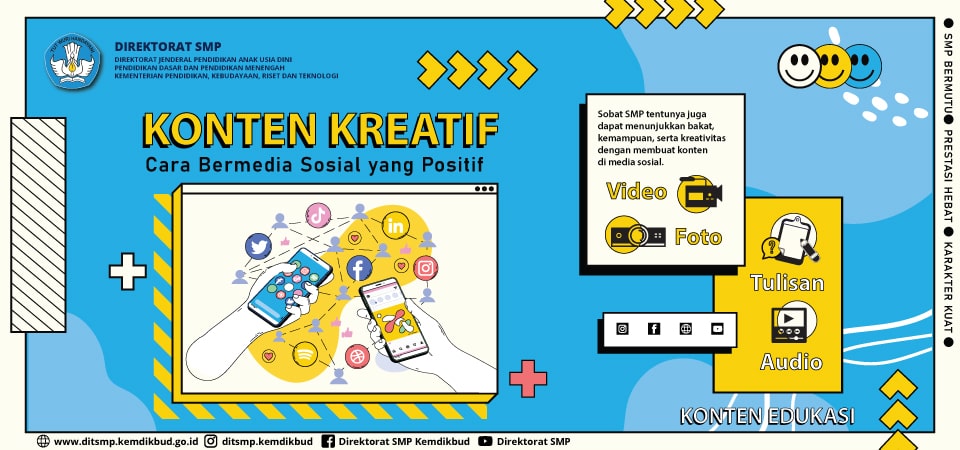 DIREKTORAT SMP
DIREKTORAT JENDERAL PENDIDIKAN ANAK USIA DINI
PENDIDIKAN DASAR DAN PENDIDIKAN MENENGAH
KEMENTERIAN PENDIDIKAN, KEBUDAYAAN, RISET DAN TEKNOLOGI
KONTEN KREATIF
Cara Bermedia Sosial yang Positif
Sobat SMP tentunya juga
dapat menunjukkan bakat,
kemampuan, serta kreativitas
dengan membuat konten
di media sosial.
Video
Foto
Tulisan
Audio
KONTEN EDUKASI
SMP BERMUTU ● PRESTASI HEBAT ● KARAKTER KUAT ●
www.ditsmp.kemdikbud.go.id ditsmp.kemdikbud Direktorat SMP Kemdikbud Direktorat SMP